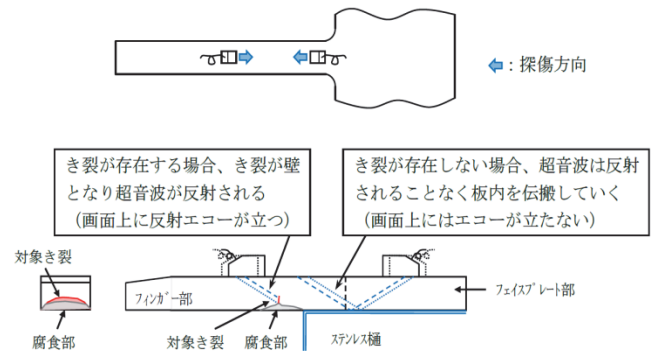 ：探傷方向
き裂が存在する場合、き裂が壁
となり超音波が反射される
（画面上に反射エコーが立つ）
き裂が存在しない場合、超音波は反射
されることなく板内を伝搬していく
（画面上にはエコーが立たない）
対象き裂
腐食部
フィンガー部
対象き裂
腐食部
ステンレス樋
フェイスプレート部